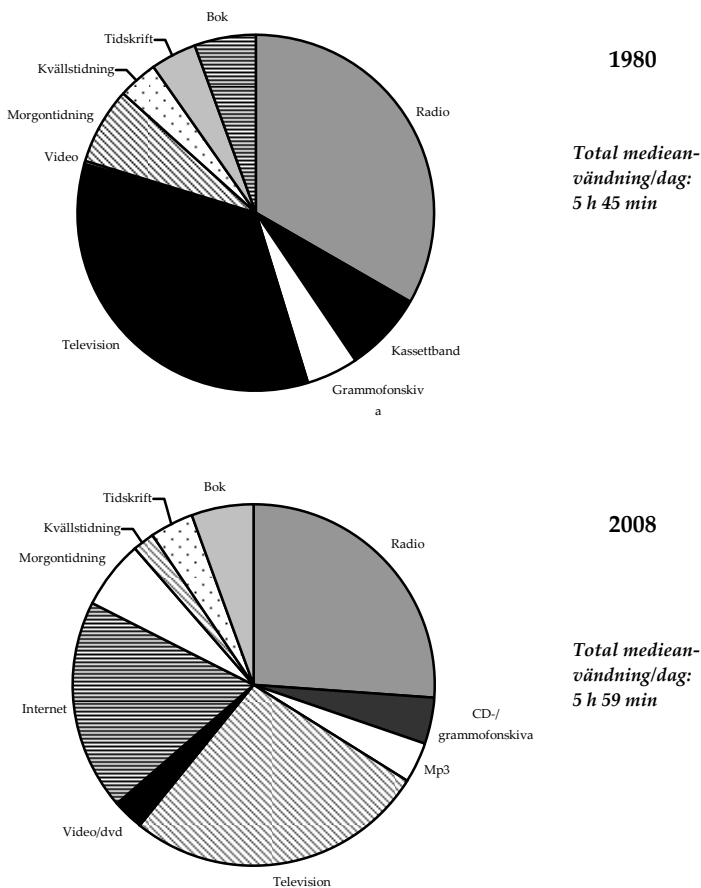 Bok
Tidskrift
Kvällstidning
Morgontidning
Video
Television
Radio
Kassettband
Grammofonskiv
a
1980
Total mediean-
vändning/dag:
5 h 45 min
Bok
Tidskrift
Kvällstidning
Morgontidning
Internet
Video/dvd
Television
Radio
CD-/
grammofonskiva
Mp3
2008
Total mediean-
vändning/dag:
5 h 59 min